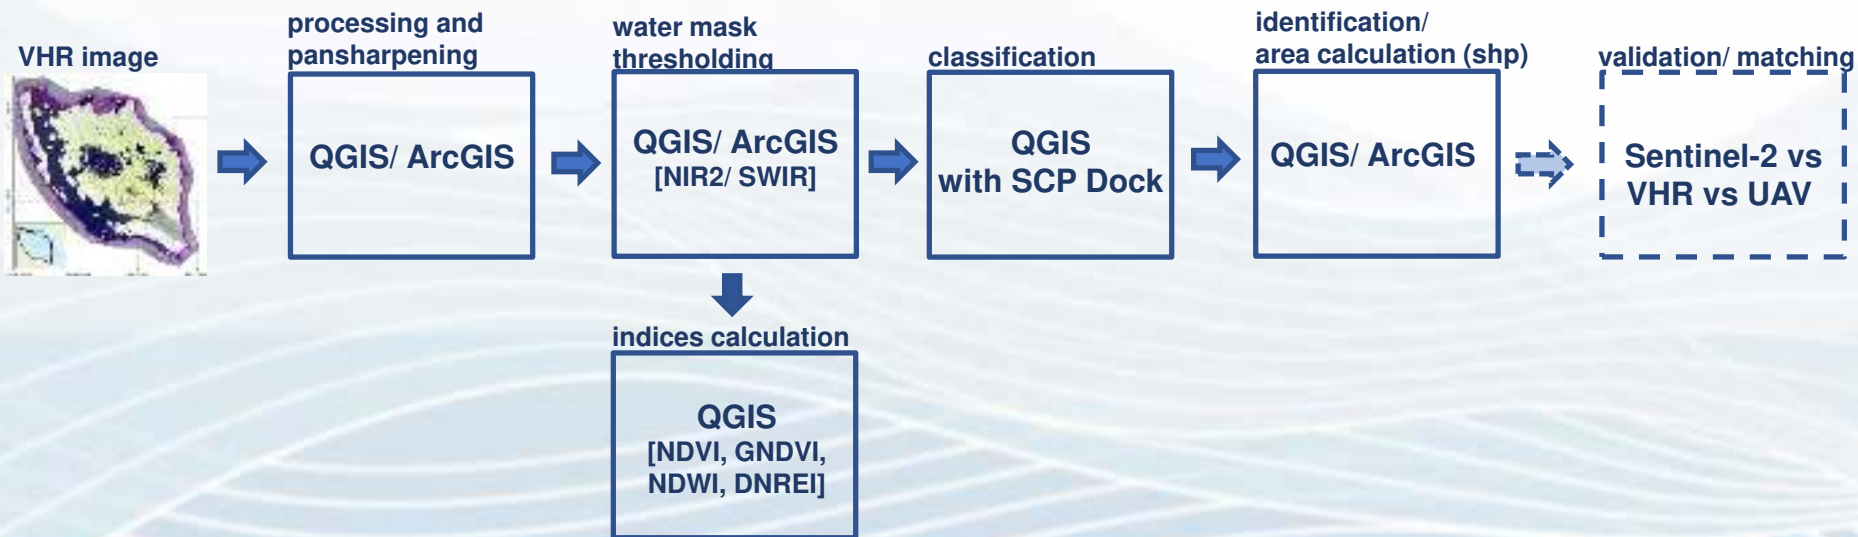 VHR image
processing and
pansharpening
QGIS/ ArcGIS
water mask
thresholding
QGIS/ ArcGIS
[NIR2/ SWIR]
classification
QGIS
with SCP Dock
identification/
area calculation (shp)
QGIS/ ArcGIS
validation/ matching
Sentinel-2 vs
VHR vs UAV
indices calculation
QGIS
[NDVI, GNDVI,
NDWI, DNREI]